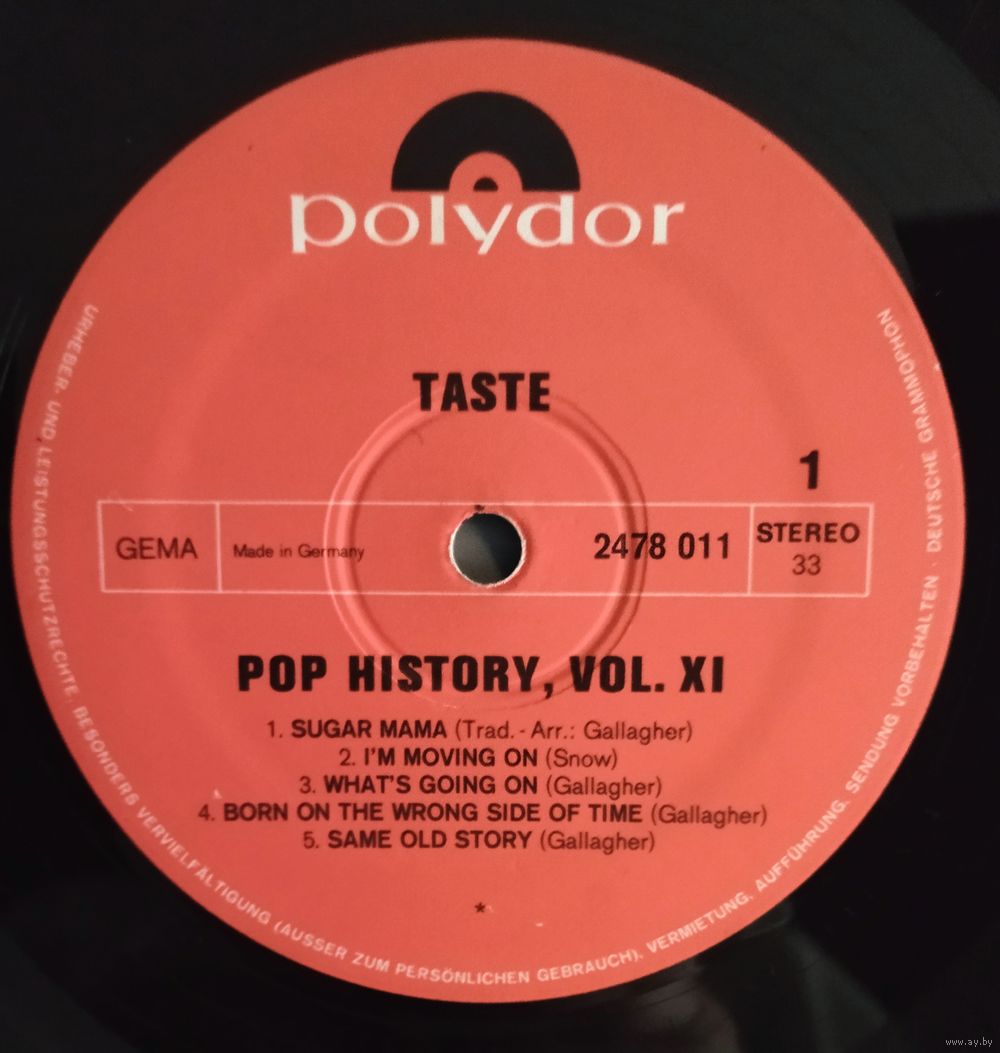 polydor
TASTE
1
GEMA
Made in Germany
2478 011
STEREO
33
POP HISTORY, VOL. XI
1. SUGAR MAMA (Trad. - Arr.: Gallagher)
2. I'M MOVING ON (Snow)
3. WHAT'S GOING ON (Gallagher)
4. BORN ON THE WRONG SIDE OF TIME (Gallagher)
5. SAME OLD STORY (Gallagher)
*
URHEBER- UND LEISTUNGSSCHUTZRECHTE, BESONDERS VERVIELFÄLTIGUNG (AUSSER ZUM PERSÖNLICHEN GEBRAUCH), VERMIETUNG, AUFFÜHRUNG, SENDUNG VORBEHALTEN · DEUTSCHE GRAMMOPHON
www.ay.by